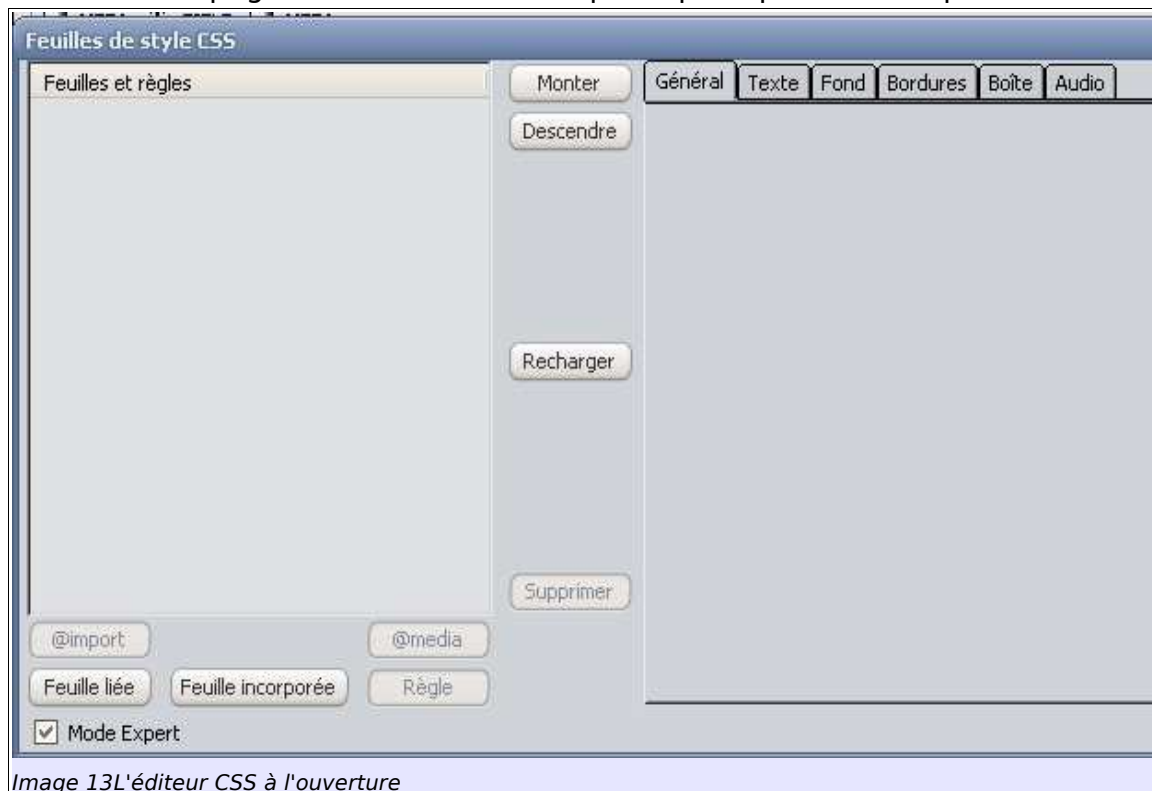 Feuilles de style CSS
Feuilles et règles
Monter
Descendre
Recharger
Supprimer
Général Texte Fond Bordures Boîte Audio
@import @media
Feuille liée Feuille incorporée Règle
Mode Expert
Image 13L'éditeur CSS à l'ouverture